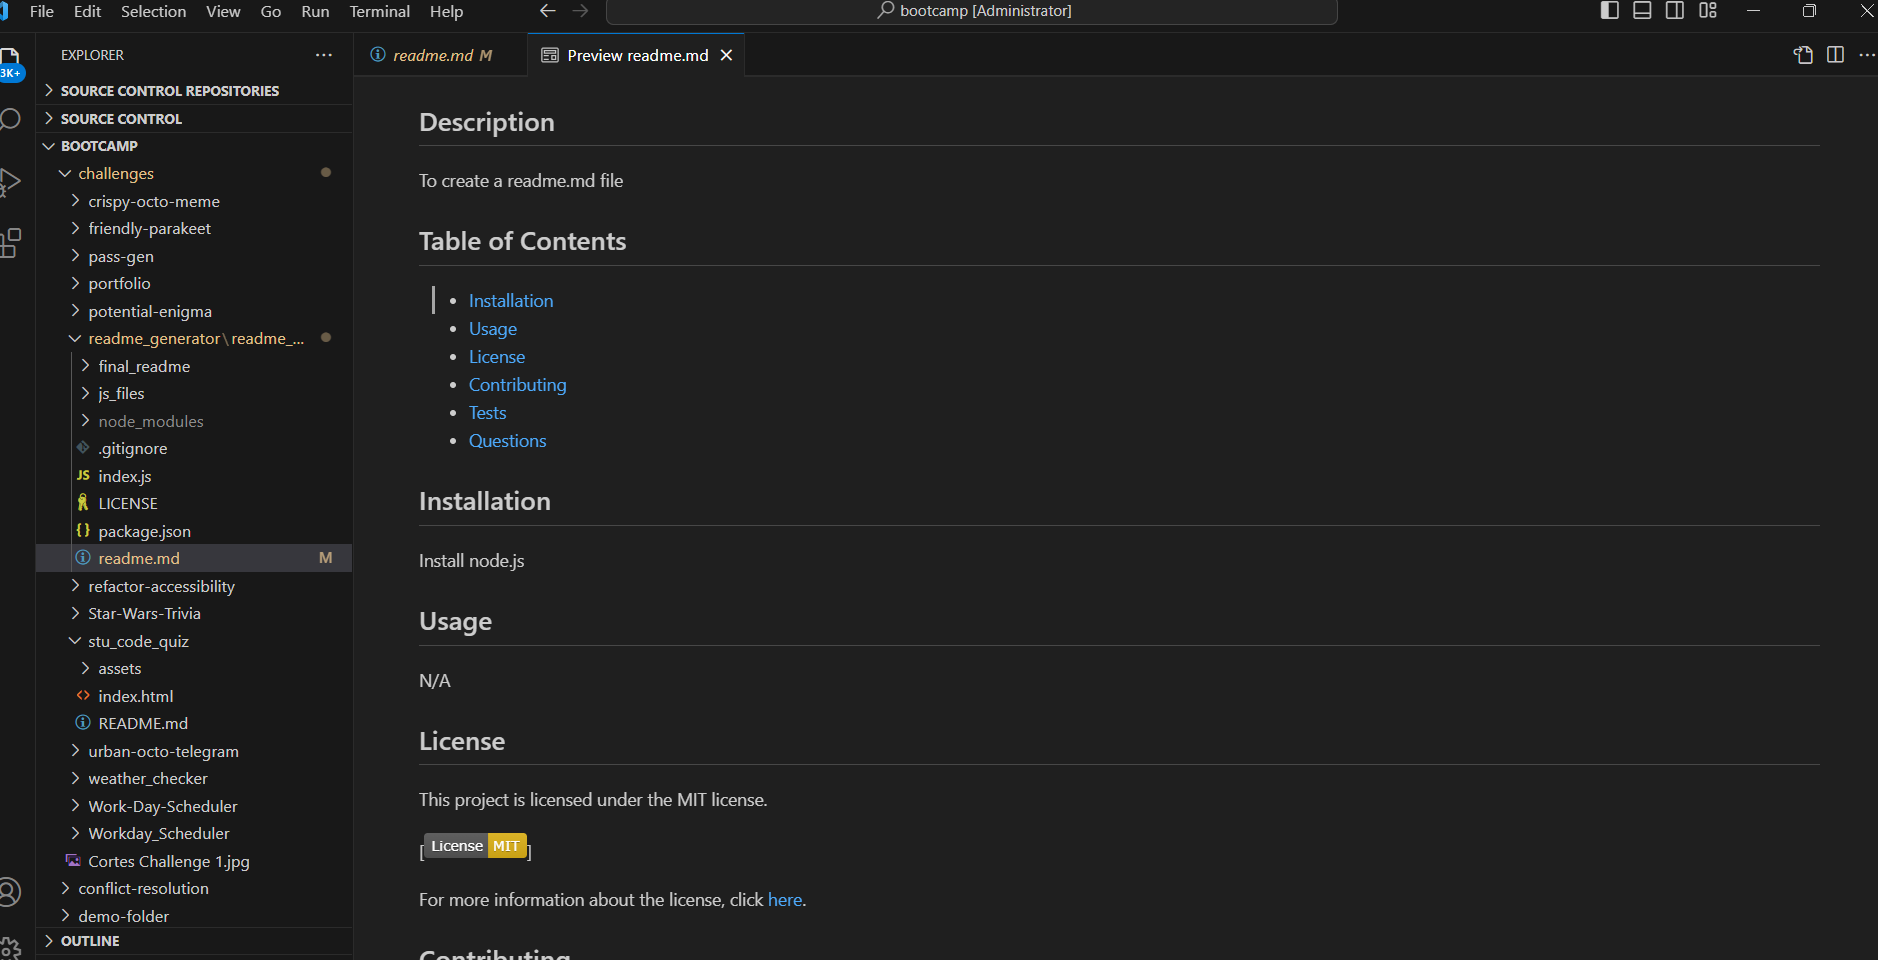 File Edit Selection View Go Run Terminal Help
bootcamp [Administrator]
3K+
EXPLORER
SOURCE CONTROL REPOSITORIES
SOURCE CONTROL
BOOTCAMP
challenges
crispy-octo-meme
friendly-parakeet
pass-gen
portfolio
potential-enigma
readme_generator\readme_...
final_readme
js_files
node_modules
.gitignore
JS index.js
LICENSE
{} package.json
readme.md M
refactor-accessibility
Star-Wars-Trivia
stu_code_quiz
assets
<> index.html
README.md
urban-octo-telegram
weather_checker
Work-Day-Scheduler
Workday_Scheduler
Cortes Challenge 1.jpg
conflict-resolution
demo-folder
OUTLINE
readme.md M
Preview readme.md
Description
To create a readme.md file
Table of Contents
• Installation
• Usage
• License
• Contributing
• Tests
• Questions
Installation
Install node.js
Usage
N/A
License
This project is licensed under the MIT license.
[License MIT]
For more information about the license, click here.
Contributing